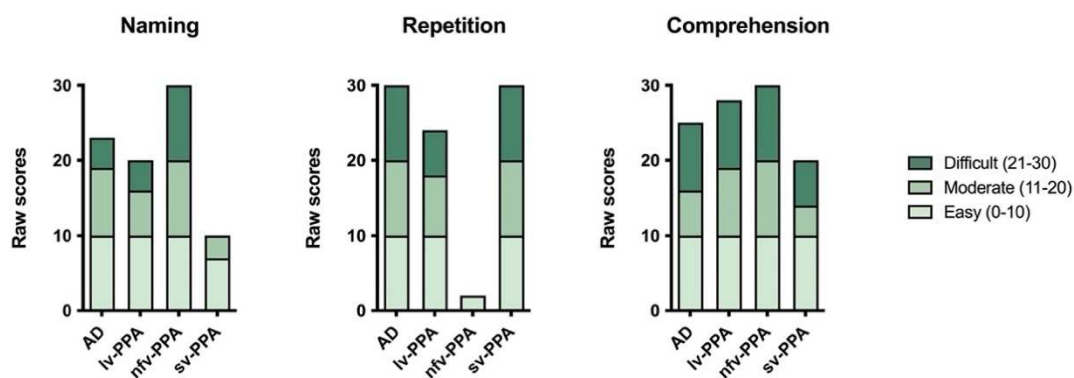 Naming
Raw scores
30
20
10
0
AD
lv-PPA
nfv-PPA
sv-PPA
Repetition
Raw scores
30
20
10
0
AD
lv-PPA
nfv-PPA
sv-PPA
Comprehension
Raw scores
30
20
10
0
AD
lv-PPA
nfv-PPA
sv-PPA
Difficult (21-30)
Moderate (11-20)
Easy (0-10)